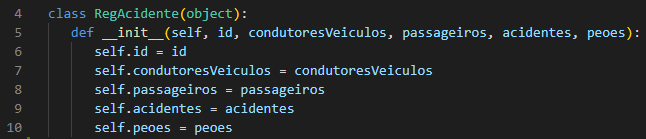 4 class RegAcidente(object):
5     def __init__(self, id, condutoresVeiculos, passageiros, acidentes, peoes):
6         self.id = id
7         self.condutoresVeiculos = condutoresVeiculos
8         self.passageiros = passageiros
9         self.acidentes = acidentes
10         self.peoes = peoes